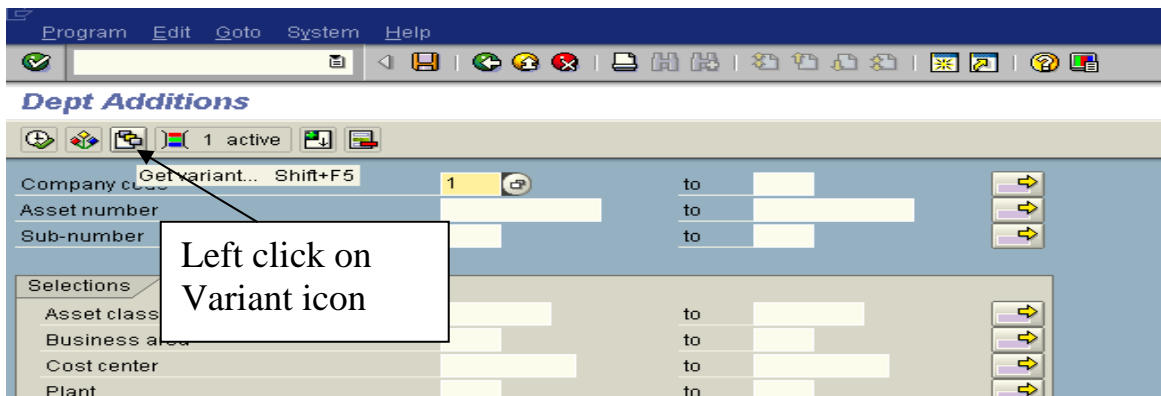 Program Edit Goto System Help
Dept Additions
1 active
Get variant... Shift+F5
Company code 1 to
Asset number to
Sub-number to
Left click on
Variant icon
Selections
Asset class to
Business area to
Cost center to
Plant to